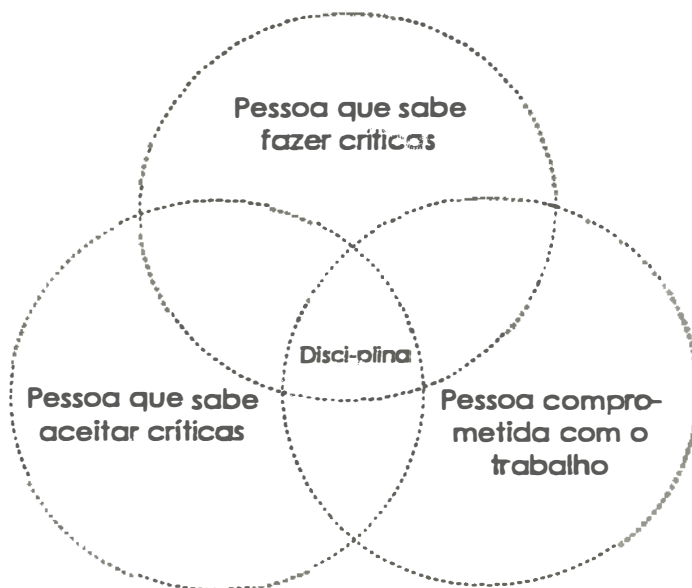 Pessoa que sabe
fazer críticas
Disci-plina
Pessoa que sabe
aceitar críticas
Pessoa compro-
metida com o
trabalho